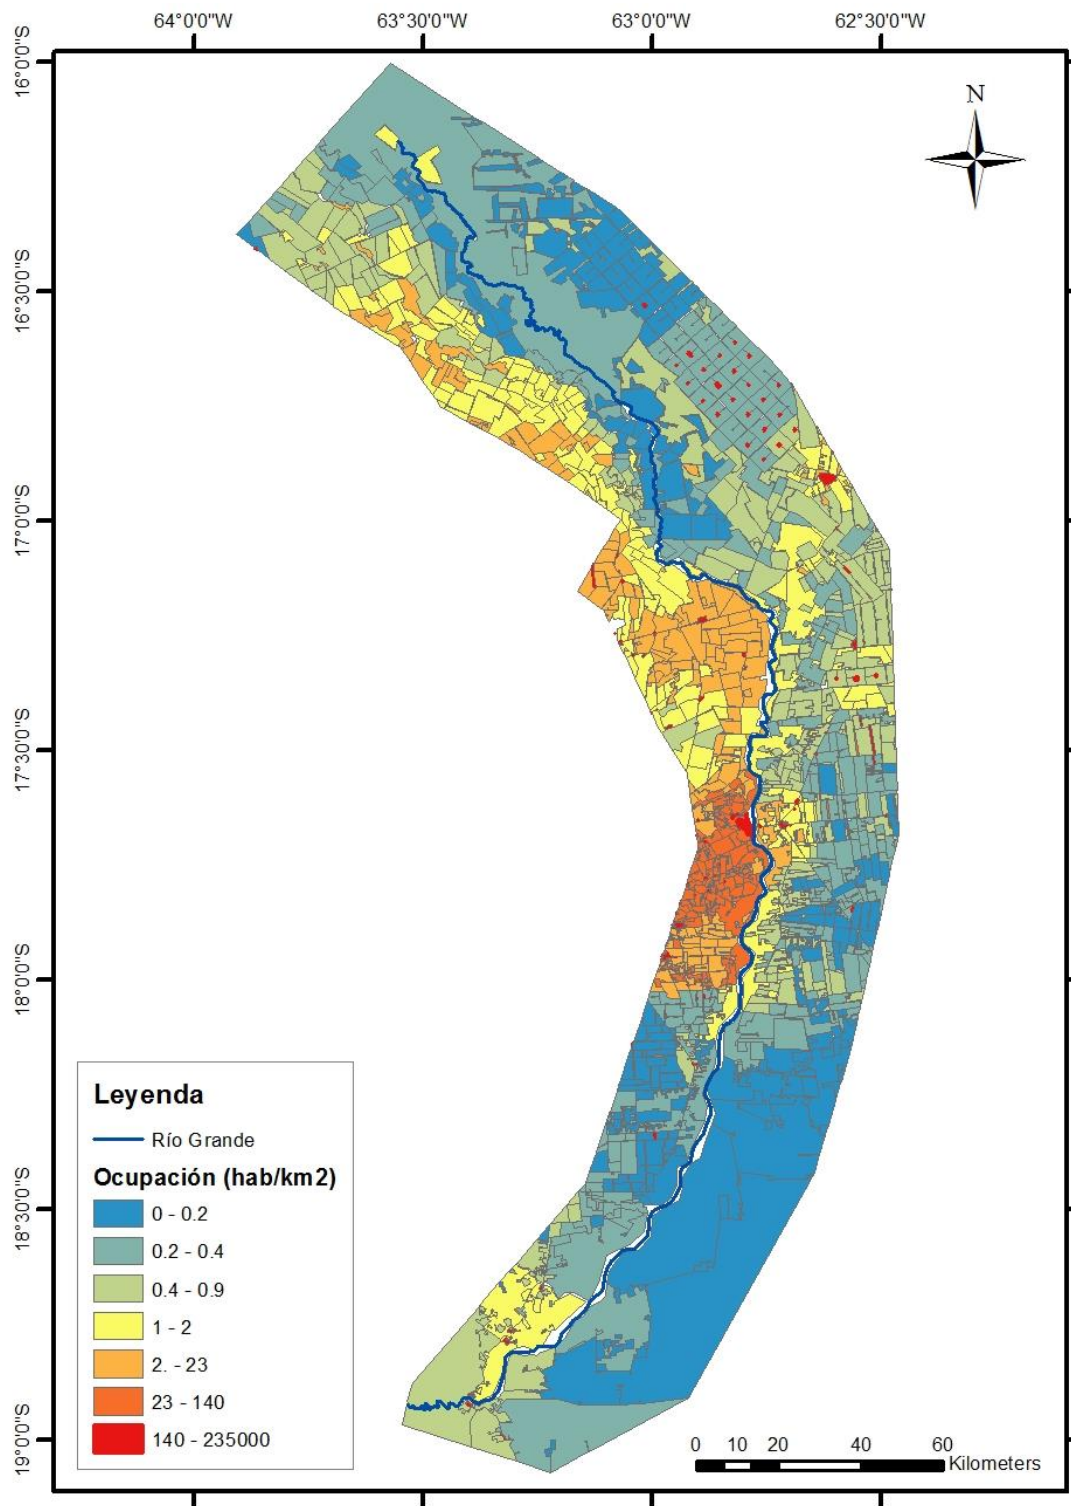 64°0'0"W 63°30'0"W 63°0'0"W 62°30'0"W
16°0'0"S
16°30'0"S
17°0'0"S
17°30'0"S
18°0'0"S
18°30'0"S
19°0'0"S
N
Leyenda
Río Grande
Ocupación (hab/km2)
0 - 0.2
0.2 - 0.4
0.4 - 0.9
1 - 2
2. - 23
23 - 140
140 - 235000
0 10 20 40 60
Kilometers